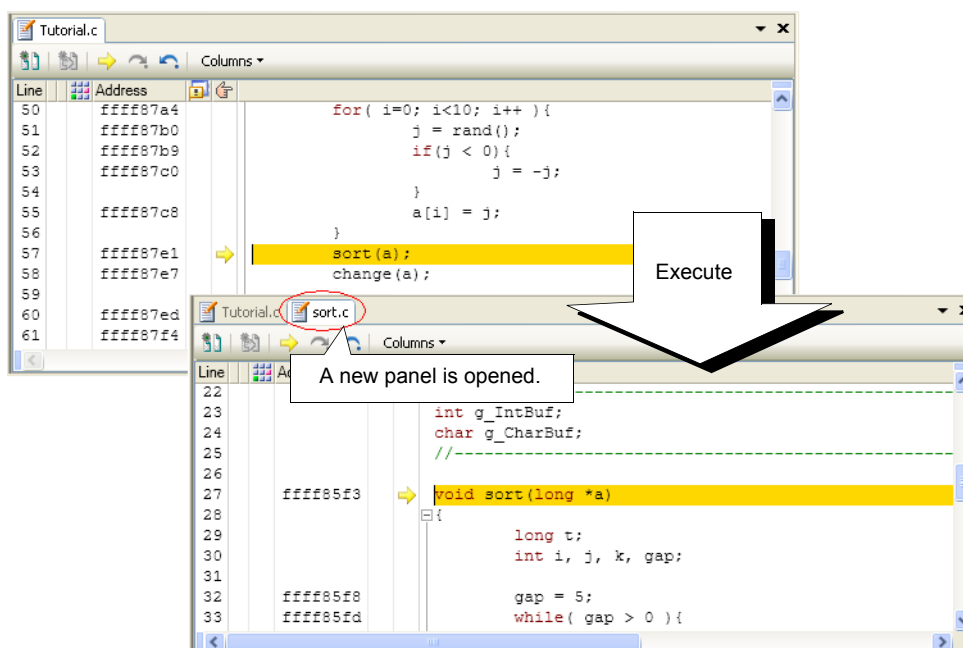 Tutorial.c
Columns
Line Address
50 ffff87a4 for( i=0; i<10; i++ ){
51 ffff87b0 j = rand();
52 ffff87b9 if(j < 0){
53 ffff87c0 j = -j;
54 }
55 ffff87c8 a[i] = j;
56 }
57 ffff87e1 sort(a);
58 ffff87e7 change(a);
59
60 ffff87ed
61 ffff87f4
Execute
Tutorial.c sort.c
Columns
A new panel is opened.
Line
22
23 int g_IntBuf;
24 char g_CharBuf;
25 //------------------------------------------------
26
27 ffff85f3 void sort(long *a)
28 {
29 long t;
30 int i, j, k, gap;
31
32 ffff85f8 gap = 5;
33 ffff85fd while( gap > 0 ){